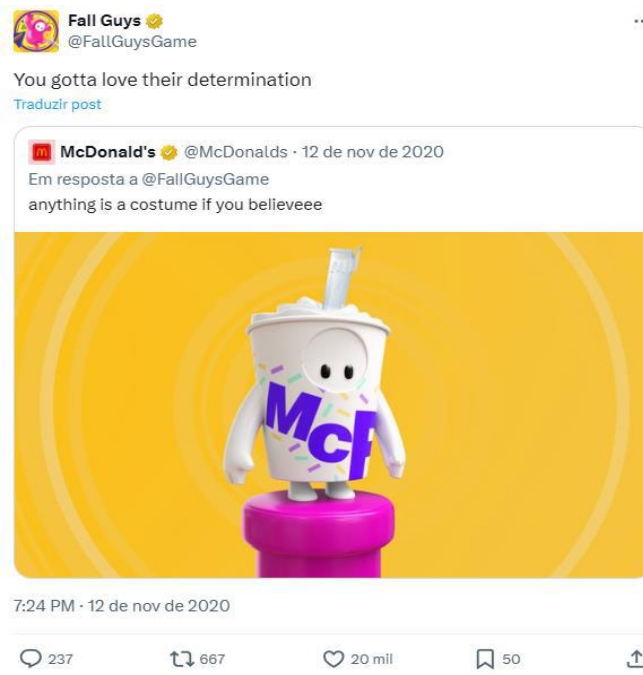 Fall Guys
@FallGuysGame
You gotta love their determination
Traduzir post
McDonald's @McDonalds · 12 de nov de 2020
Em resposta a @FallGuysGame
anything is a costume if you believeee
McF
7:24 PM · 12 de nov de 2020
237 667 20 mil 50